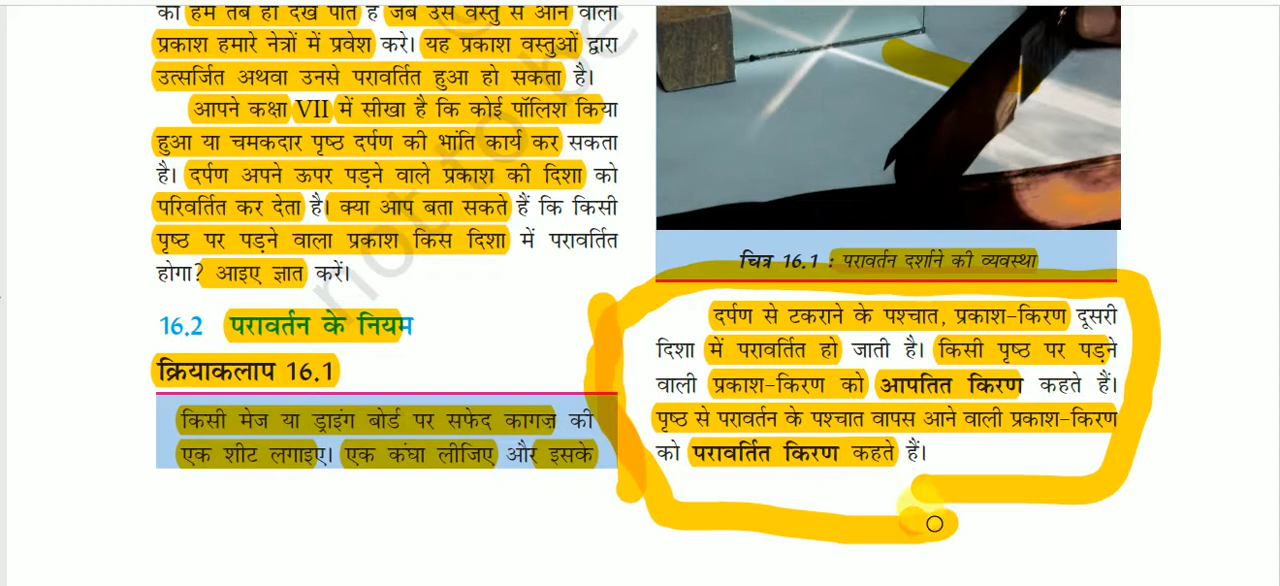 को हम तब ही देख पाते हैं जब उस वस्तु से आने वाला
प्रकाश हमारे नेत्रों में प्रवेश करे। यह प्रकाश वस्तुओं द्वारा
उत्सर्जित अथवा उनसे परावर्तित हुआ हो सकता है।
आपने कक्षा VII में सीखा है कि कोई पॉलिश किया
हुआ या चमकदार पृष्ठ दर्पण की भांति कार्य कर सकता
है। दर्पण अपने ऊपर पड़ने वाले प्रकाश की दिशा को
परिवर्तित कर देता है। क्या आप बता सकते हैं कि किसी
पृष्ठ पर पड़ने वाला प्रकाश किस दिशा में परावर्तित
होगा? आइए ज्ञात करें।
16.2 परावर्तन के नियम
क्रियाकलाप 16.1
किसी मेज या ड्राइंग बोर्ड पर सफेद कागज़ की
एक शीट लगाइए। एक कंघा लीजिए और इसके
चित्र 16.1 : परावर्तन दर्शाने की व्यवस्था
दर्पण से टकराने के पश्चात, प्रकाश-किरण दूसरी
दिशा में परावर्तित हो जाती है। किसी पृष्ठ पर पड़ने
वाली प्रकाश-किरण को आपतित किरण कहते हैं।
पृष्ठ से परावर्तन के पश्चात वापस आने वाली प्रकाश-किरण
को परावर्तित किरण कहते हैं।
not to be